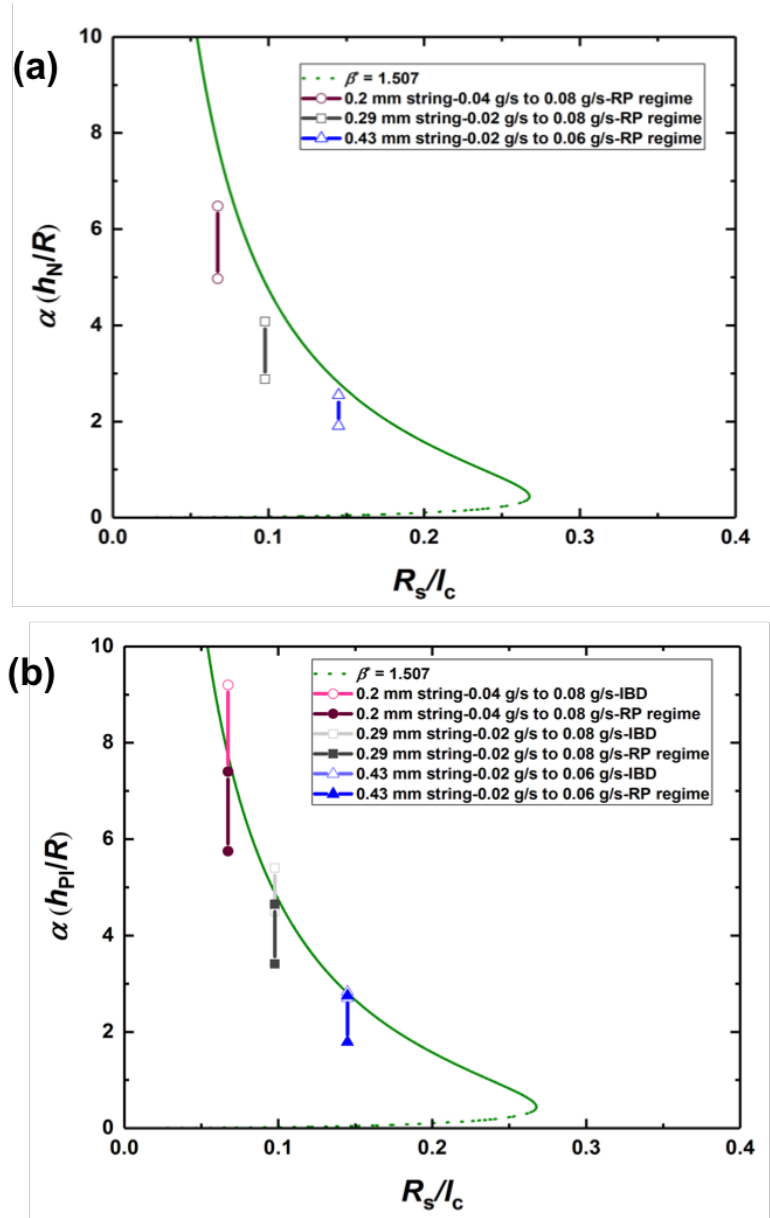 (a)
10
8
6
4
2
0
α (hN/R)
β* = 1.507
0.2 mm string-0.04 g/s to 0.08 g/s-RP regime
0.29 mm string-0.02 g/s to 0.08 g/s-RP regime
0.43 mm string-0.02 g/s to 0.06 g/s-RP regime
0.0 0.1 0.2 0.3 0.4
Rs/lc
(b)
10
8
6
4
2
0
α (hPI/R)
β* = 1.507
0.2 mm string-0.04 g/s to 0.08 g/s-IBD
0.2 mm string-0.04 g/s to 0.08 g/s-RP regime
0.29 mm string-0.02 g/s to 0.08 g/s-IBD
0.29 mm string-0.02 g/s to 0.08 g/s-RP regime
0.43 mm string-0.02 g/s to 0.06 g/s-IBD
0.43 mm string-0.02 g/s to 0.06 g/s-RP regime
0.0 0.1 0.2 0.3 0.4
Rs/lc